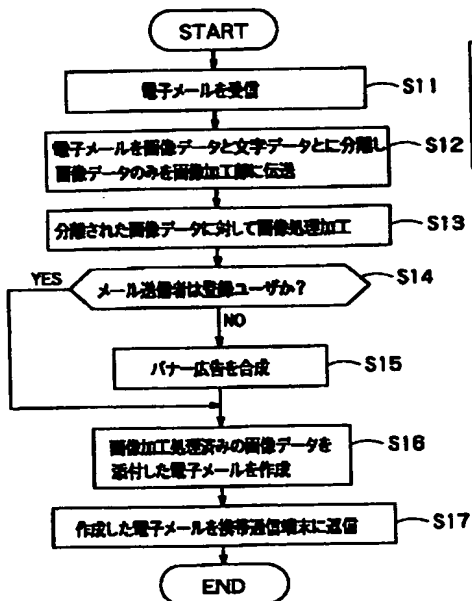 START
電子メールを受信
S11
電子メールを画像データと文字データとに分離し
画像データのみを画像加工部に伝送
S12
分離された画像データに対して画像処理加工
S13
メール送信者は登録ユーザか?
S14
YES
NO
バナー広告を合成
S15
画像加工処理済みの画像データを
添付した電子メールを作成
S16
作成した電子メールを携帯通信端末に返信
S17
END